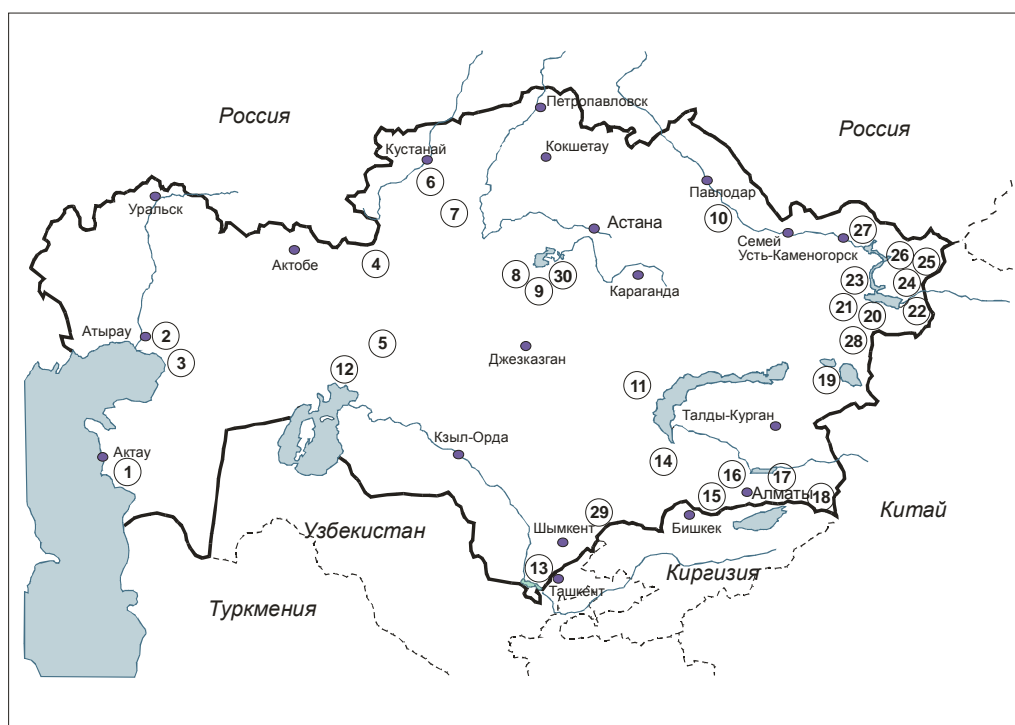 Петропавловск
Россия
Россия
Кустанай
Кокшетау
6
Павлодар
Уральск
7
10
Астана
27
Семей
Усть-Каменогорск
Актобе
4
26
25
8
30
9
Караганда
23
24
21
20
22
Атырау
2
3
5
Джезказган
28
12
11
19
Талды-Курган
Кзыл-Орда
Актау
1
14
16
17
Алматы
15
18
Китай
29
Бишкек
Узбекистан
Шымкент
13
Ташкент
Киргизия
Туркмения